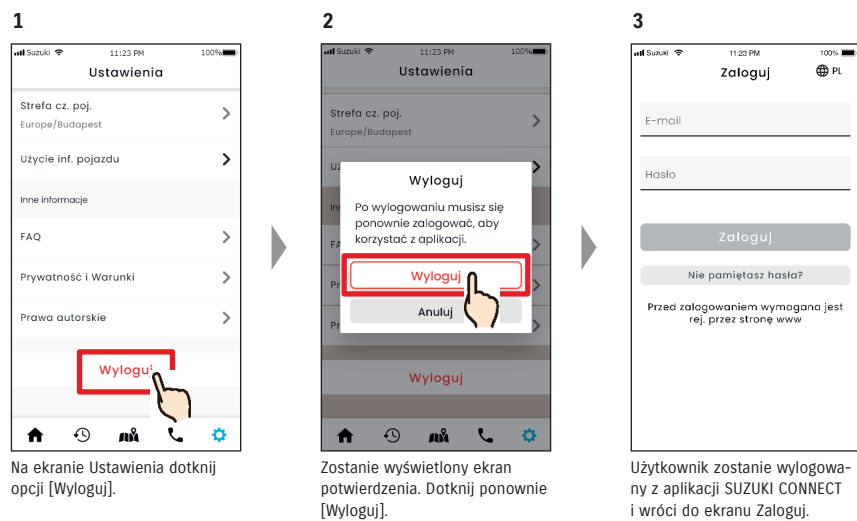 1
Suzuki 11:23 PM 100%
Ustawienia
Strefa cz. poj.
Europe/Budapest
Użycie inf. pojazdu
Inne informacje
FAQ
Prywatność i Warunki
Prawa autorskie
Wyloguj
Na ekranie Ustawienia dotknij
opcji [Wyloguj].
2
Suzuki 11:23 PM 100%
Ustawienia
Strefa cz. poj.
Europe/Budapest
Wyloguj
Po wylogowaniu musisz się
ponownie zalogować, aby
korzystać z aplikacji.
Wyloguj
Anuluj
Wyloguj
Zostanie wyświetlony ekran
potwierdzenia. Dotknij ponownie
[Wyloguj].
3
Suzuki 11:23 PM 100%
Zaloguj PL
E-mail
Hasło
Zaloguj
Nie pamiętasz hasła?
Przed zalogowaniem wymagana jest
rej. przez stronę www
Użytkownik zostanie wylogowa-
ny z aplikacji SUZUKI CONNECT
i wróci do ekranu Zaloguj.